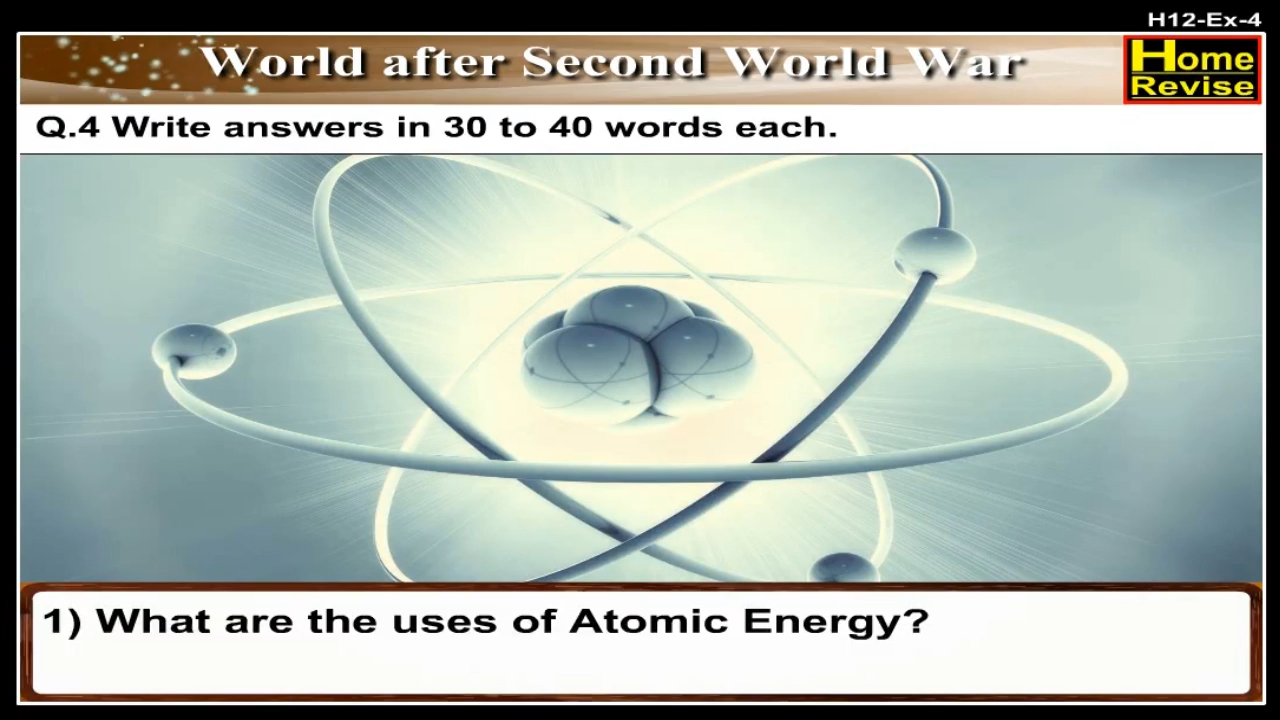 H12-Ex-4
World after Second World War
Home
Revise
Q.4 Write answers in 30 to 40 words each.
1) What are the uses of Atomic Energy?